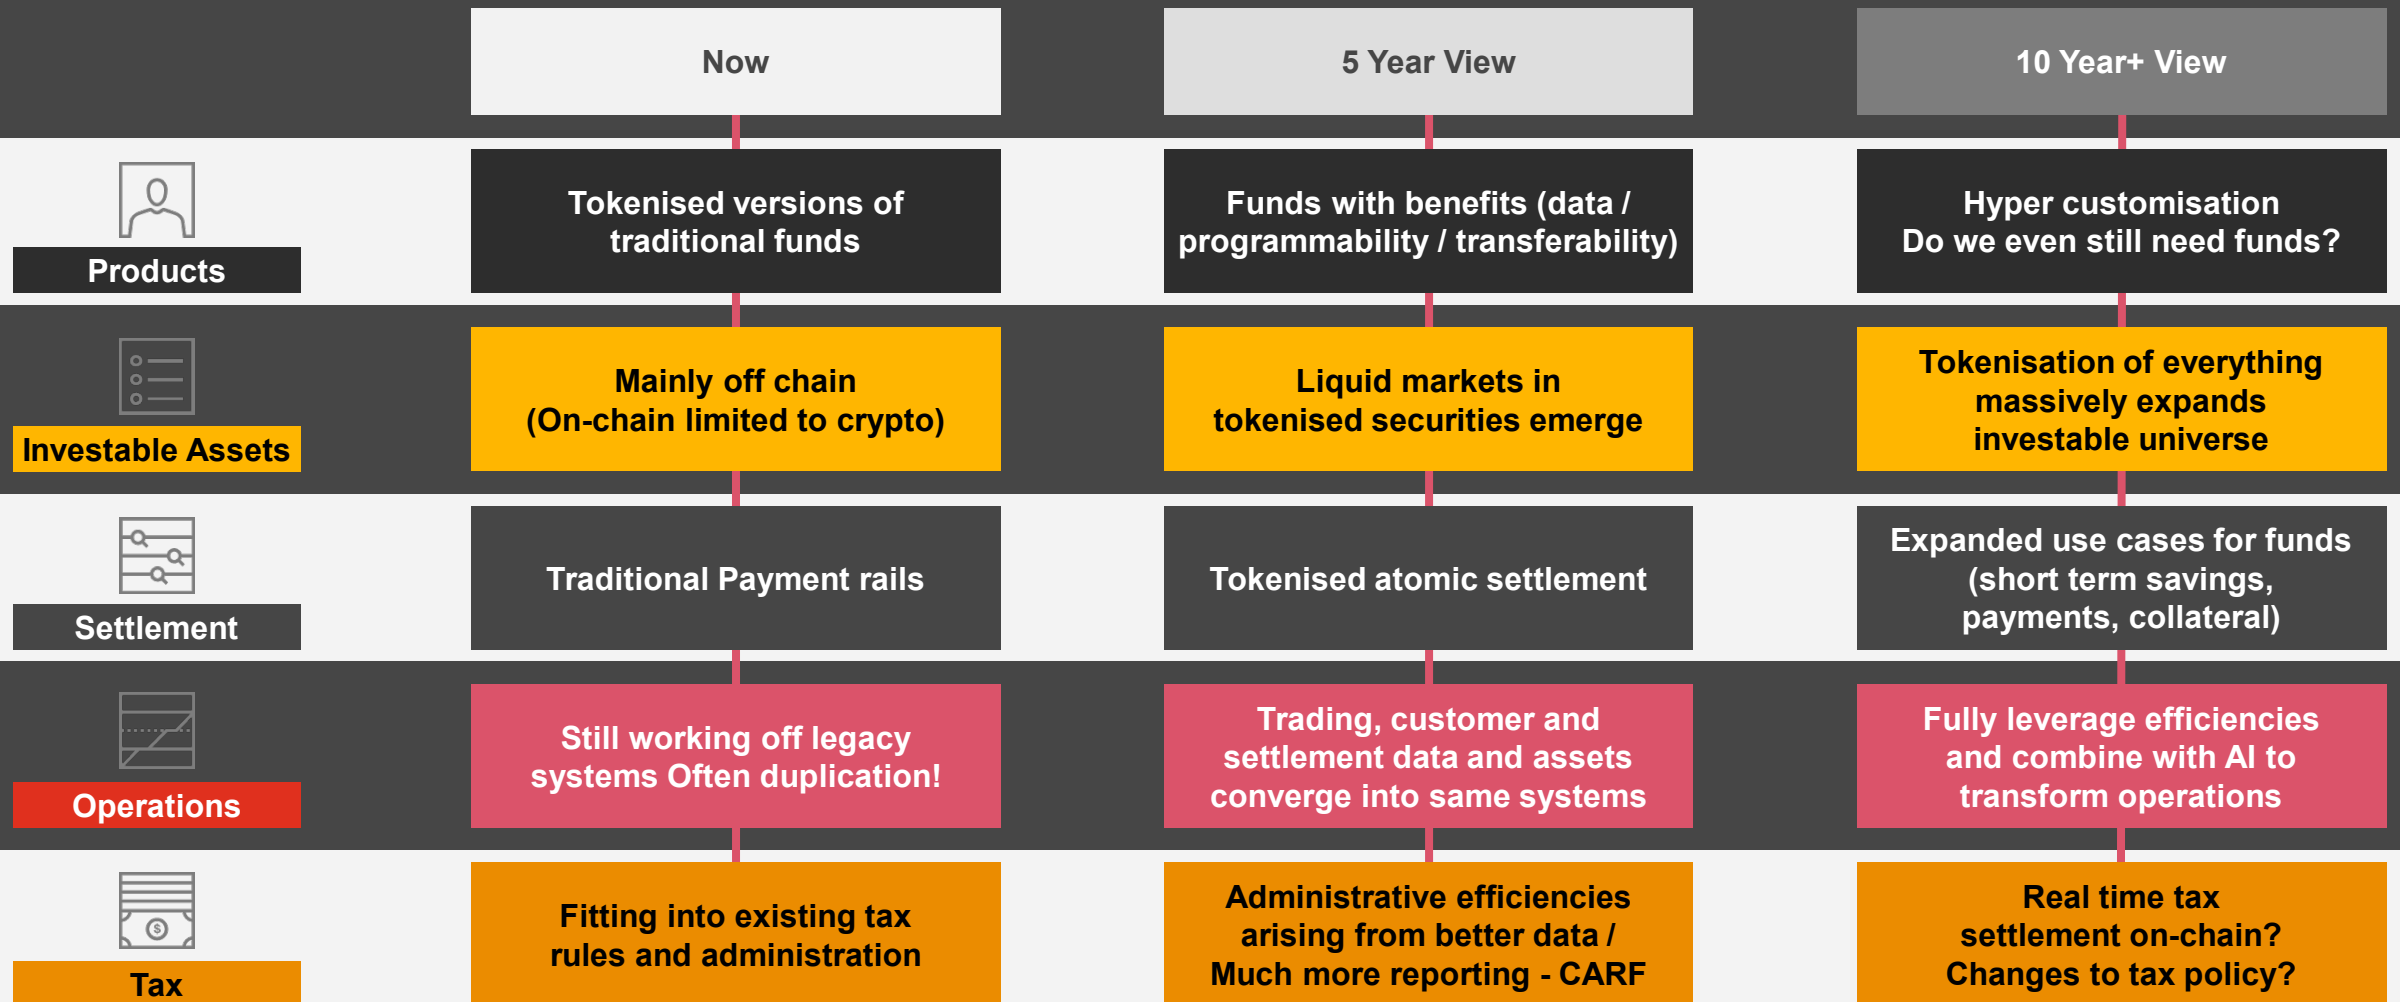 Now
5 Year View
10 Year+ View
Products
Tokenised versions of
traditional funds
Funds with benefits (data /
programmability / transferability)
Hyper customisation
Do we even still need funds?
Investable Assets
Mainly off chain
(On-chain limited to crypto)
Liquid markets in
tokenised securities emerge
Tokenisation of everything
massively expands
investable universe
Settlement
Traditional Payment rails
Tokenised atomic settlement
Expanded use cases for funds
(short term savings,
payments, collateral)
Operations
Still working off legacy
systems Often duplication!
Trading, customer and
settlement data and assets
converge into same systems
Fully leverage efficiencies
and combine with AI to
transform operations
Tax
Fitting into existing tax
rules and administration
Administrative efficiencies
arising from better data /
Much more reporting - CARF
Real time tax
settlement on-chain?
Changes to tax policy?